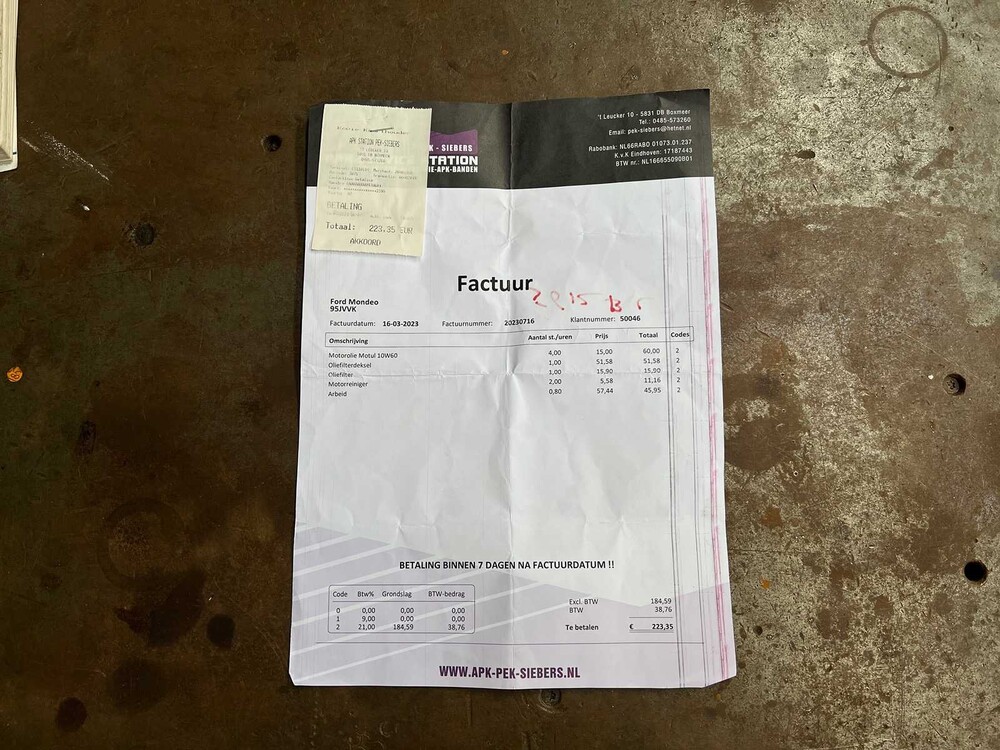 't Leucker 10 - 5831 DB Boxmeer
Tel.: 0485-573260
Email: pek-siebers@hetnet.nl
Rabobank: NL66RABO 01073.01.237
K.v.K Eindhoven: 17187443
BTW nr.: NL166655090B01
K - SIEBERS
TATION
IE-APK-BANDEN
APK STATION PEK-SIEBERS
BETALING
Totaal: 223.35 EUR
AKKOORD
Factuur
Ford Mondeo
95JVVK
Factuurdatum: 16-03-2023 Factuurnummer: 20230716 Klantnummer: 50046
Omschrijving Aantal st./uren Prijs Totaal Codes
Motorolie Motul 10W60 4,00 15,00 60,00 2
Oliefilterdeksel 1,00 51,58 51,58 2
Oliefilter 1,00 15,90 15,90 2
Motorreiniger 2,00 5,58 11,16 2
Arbeid 0,80 57,44 45,95 2
BETALING BINNEN 7 DAGEN NA FACTUURDATUM !!
Code Btw% Grondslag BTW-bedrag
0 0,00 0,00 0,00
1 9,00 0,00 0,00
2 21,00 184,59 38,76
Excl. BTW 184,59
BTW 38,76
Te betalen € 223,35
WWW.APK-PEK-SIEBERS.NL